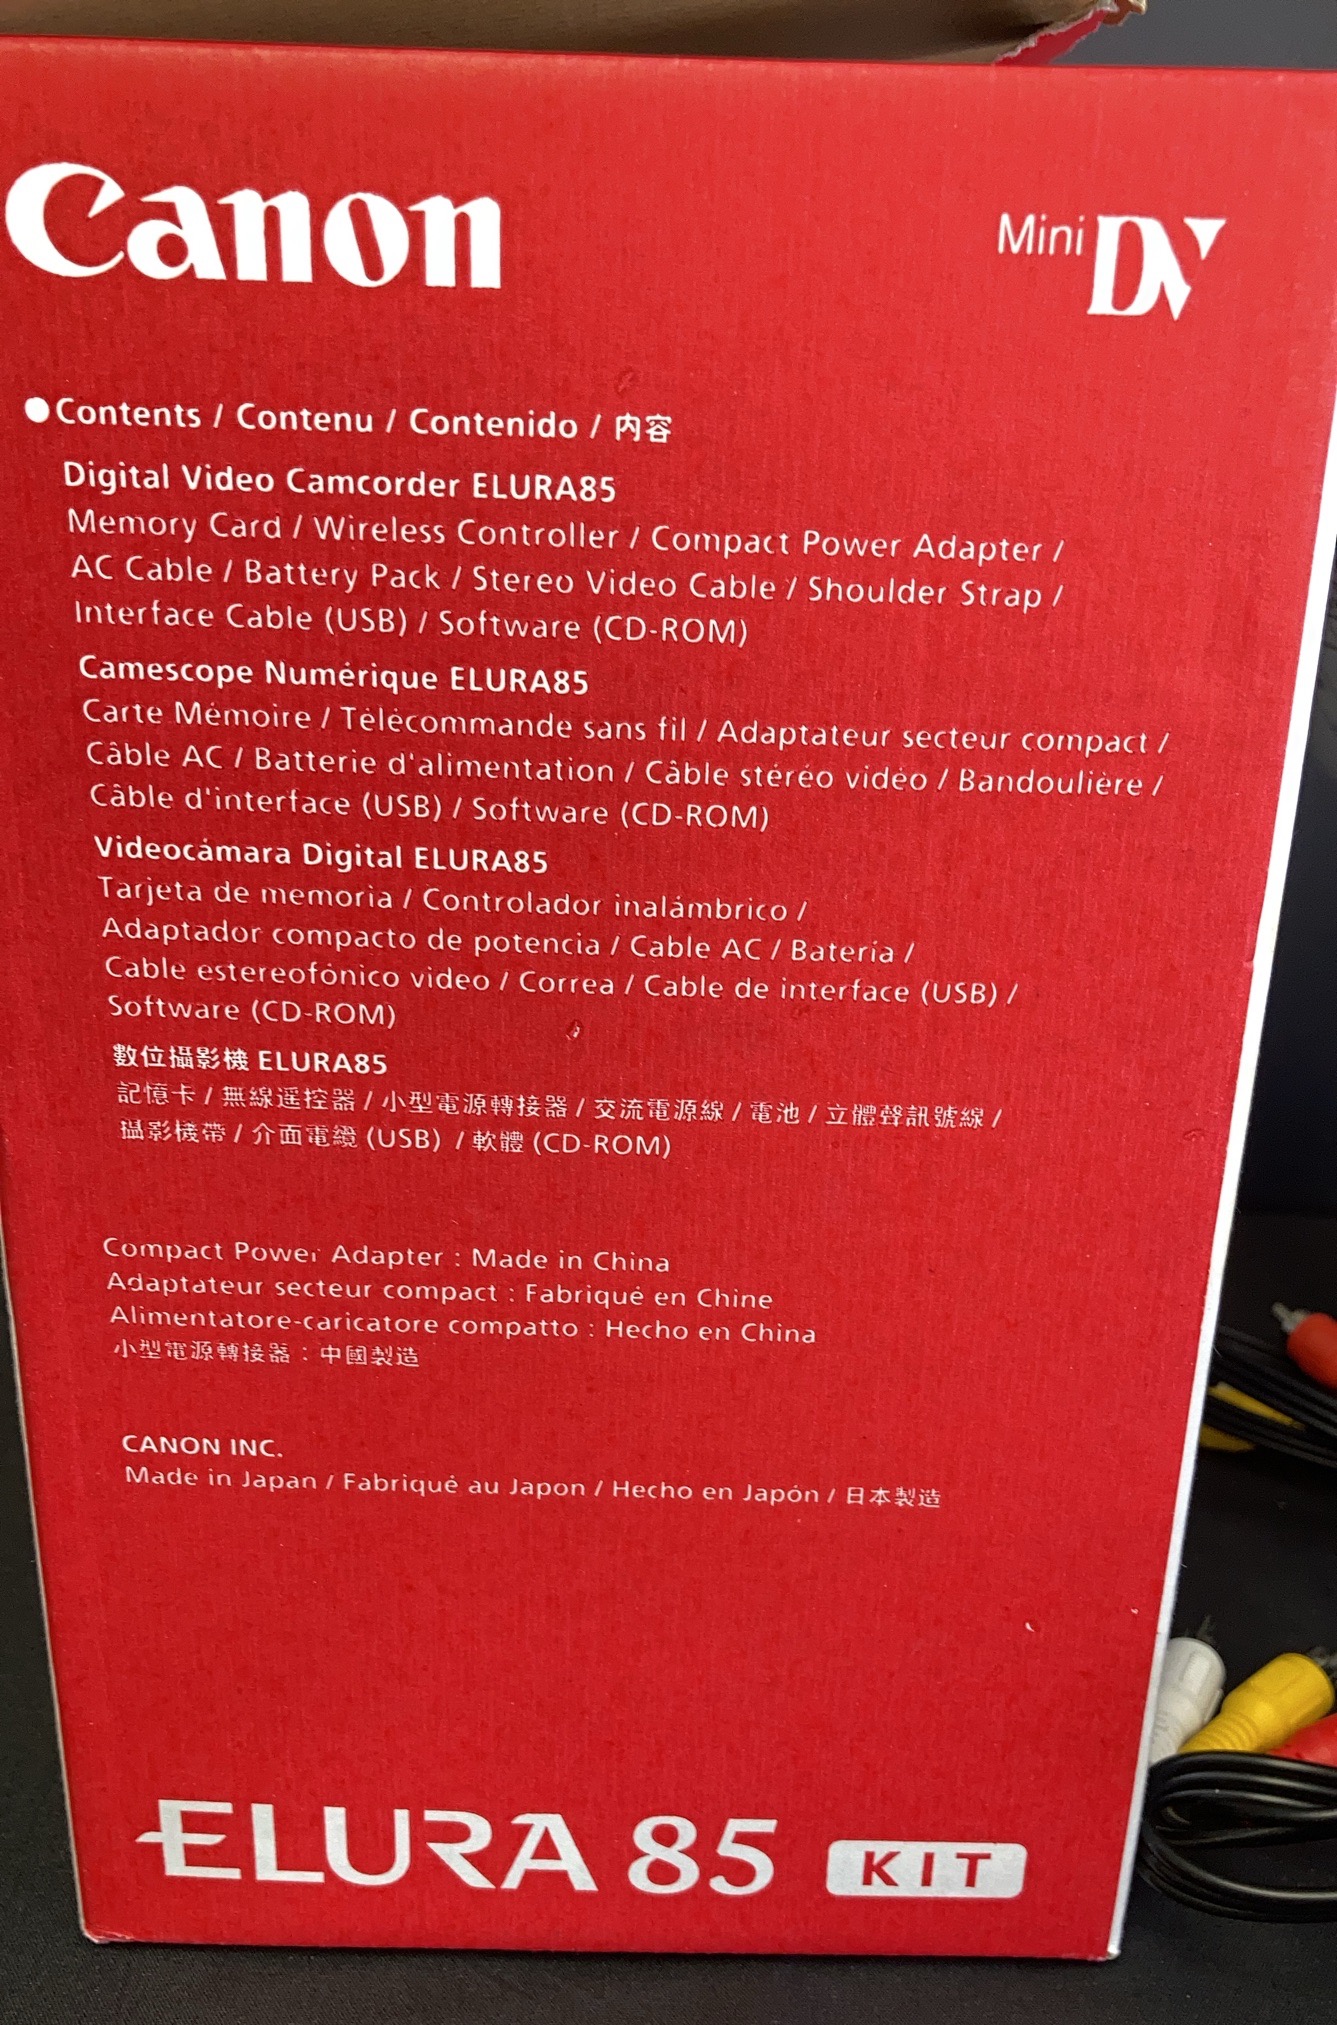 Canon
Mini DV
●Contents / Contenu / Contenido / 内容
Digital Video Camcorder ELURA85
Memory Card / Wireless Controller / Compact Power Adapter /
AC Cable / Battery Pack / Stereo Video Cable / Shoulder Strap /
Interface Cable (USB) / Software (CD-ROM)
Camescope Numérique ELURA85
Carte Mémoire / Télécommande sans fil / Adaptateur secteur compact /
Câble AC / Batterie d'alimentation / Câble stéréo vidéo / Bandoulière /
Câble d'interface (USB) / Software (CD-ROM)
Videocámara Digital ELURA85
Tarjeta de memoria / Controlador inalámbrico /
Adaptador compacto de potencia / Cable AC / Batería /
Cable estereofónico video / Correa / Cable de interface (USB) /
Software (CD-ROM)
數位攝影機 ELURA85
記憶卡 / 無線遥控器 / 小型電源轉接器 / 交流電源線 / 電池 / 立體聲訊號線 /
攝影機帶 / 介面電纜 (USB) / 軟體 (CD-ROM)
Compact Power Adapter : Made in China
Adaptateur secteur compact : Fabriqué en Chine
Alimentatore-caricatore compatto : Hecho en China
小型電源轉接器 : 中國製造
CANON INC.
Made in Japan / Fabriqué au Japon / Hecho en Japón / 日本製造
ELURA 85 KIT